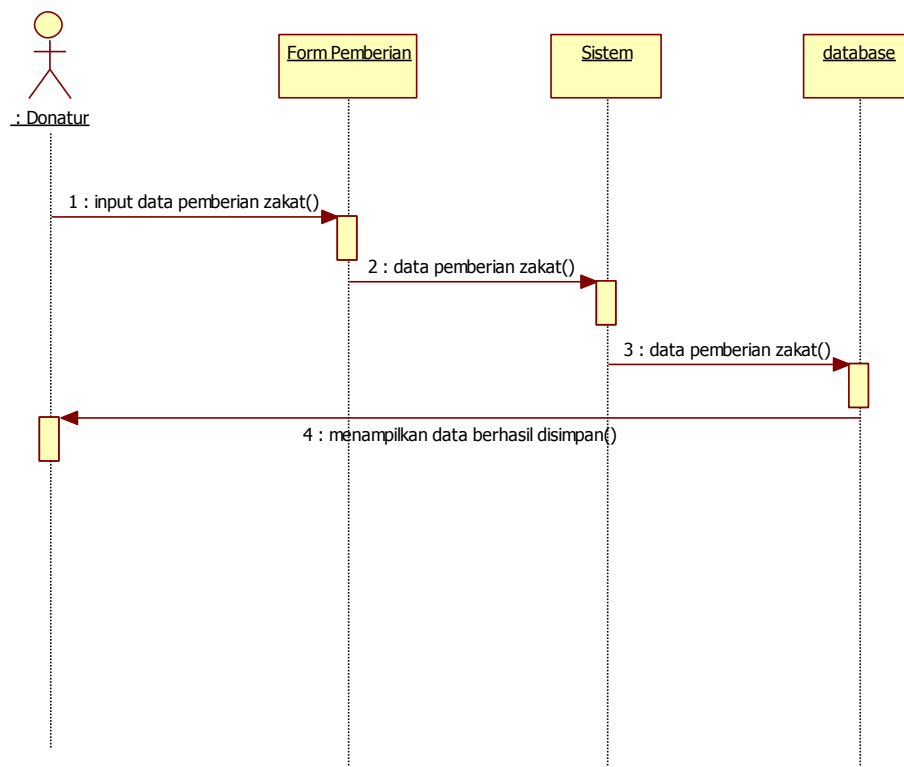 Form Pemberian
Sistem
database
: Donatur
1 : input data pemberian zakat()
2 : data pemberian zakat()
3 : data pemberian zakat()
4 : menampilkan data berhasil disimpan()